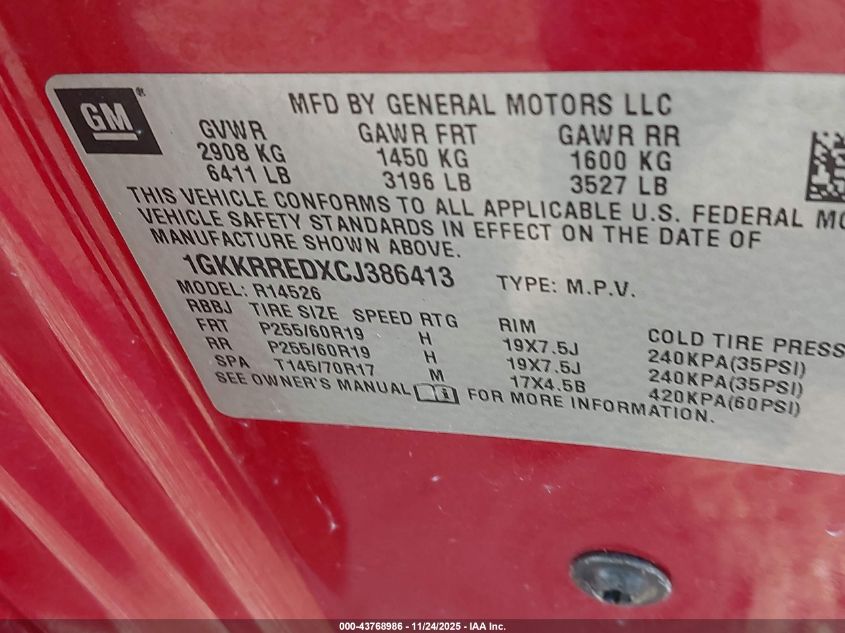 GM
MFD BY GENERAL MOTORS LLC
GVWR GAWR FRT GAWR RR
2908 KG 1450 KG 1600 KG
6411 LB 3196 LB 3527 LB
THIS VEHICLE CONFORMS TO ALL APPLICABLE U.S. FEDERAL MO
VEHICLE SAFETY STANDARDS IN EFFECT ON THE DATE OF
MANUFACTURE SHOWN ABOVE.
1GKKRREDXCJ386413 TYPE: M.P.V.
MODEL: R14526
RBBJ TIRE SIZE SPEED RTG RIM COLD TIRE PRESS
FRT P255/60R19 H 19X7.5J 240KPA(35PSI)
RR P255/60R19 H 19X7.5J 240KPA(35PSI)
SPA T145/70R17 M 17X4.5B 420KPA(60PSI)
SEE OWNER'S MANUAL FOR MORE INFORMATION.
000-43768986 - 11/24/2025 - IAA Inc.